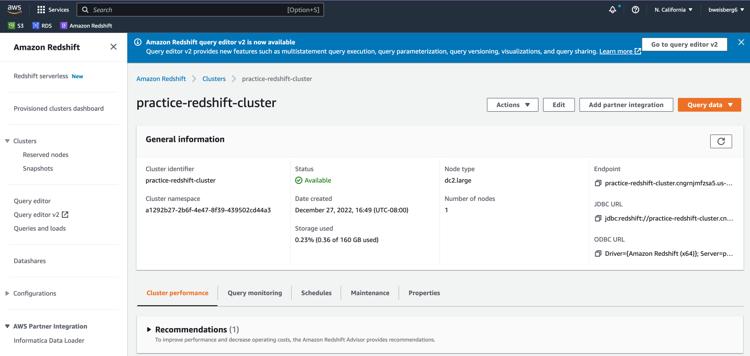 aws
Services
Search
[Option+S]
N. California
bweisberg6
S3
RDS
Amazon Redshift
Amazon Redshift
Redshift serverless New
Provisioned clusters dashboard
Clusters
Reserved nodes
Snapshots
Query editor
Query editor v2
Queries and loads
Datashares
Configurations
AWS Partner Integration
Informatica Data Loader
Amazon Redshift query editor v2 is now available
Query editor v2 provides new features such as multistatement query execution, query parameterization, query versioning, visualizations, and query sharing. Learn more
Go to query editor v2
Amazon Redshift > Clusters > practice-redshift-cluster
practice-redshift-cluster
Actions
Edit
Add partner integration
Query data
General information
Cluster identifier
practice-redshift-cluster
Cluster namespace
a1292b27-2b6f-4e47-8f39-439502cd44a3
Status
Available
Date created
December 27, 2022, 16:49 (UTC-08:00)
Storage used
0.23% (0.36 of 160 GB used)
Node type
dc2.large
Number of nodes
1
Endpoint
practice-redshift-cluster.cngrnjmfzsa5.us-...
JDBC URL
jdbc:redshift://practice-redshift-cluster.cn...
ODBC URL
Driver={Amazon Redshift (x64)}; Server=p...
Cluster performance
Query monitoring
Schedules
Maintenance
Properties
Recommendations (1)
To improve performance and decrease operating costs, the Amazon Redshift Advisor provides recommendations.